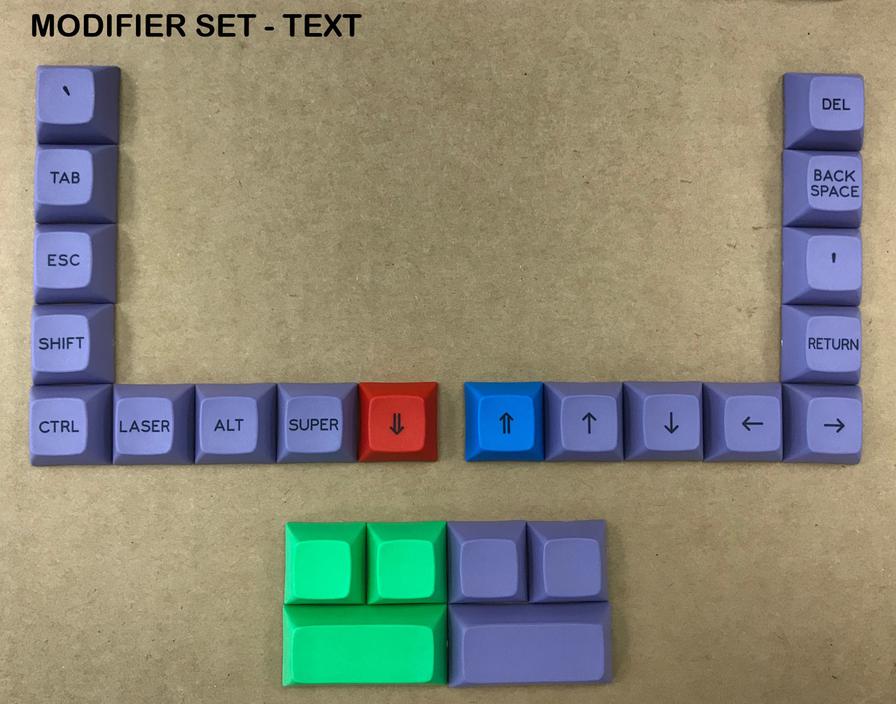 MODIFIER SET - TEXT
`
DEL
TAB
BACK
SPACE
ESC
'
SHIFT
RETURN
CTRL LASER ALT SUPER ⇓ ⇑ ↑ ↓ ← →